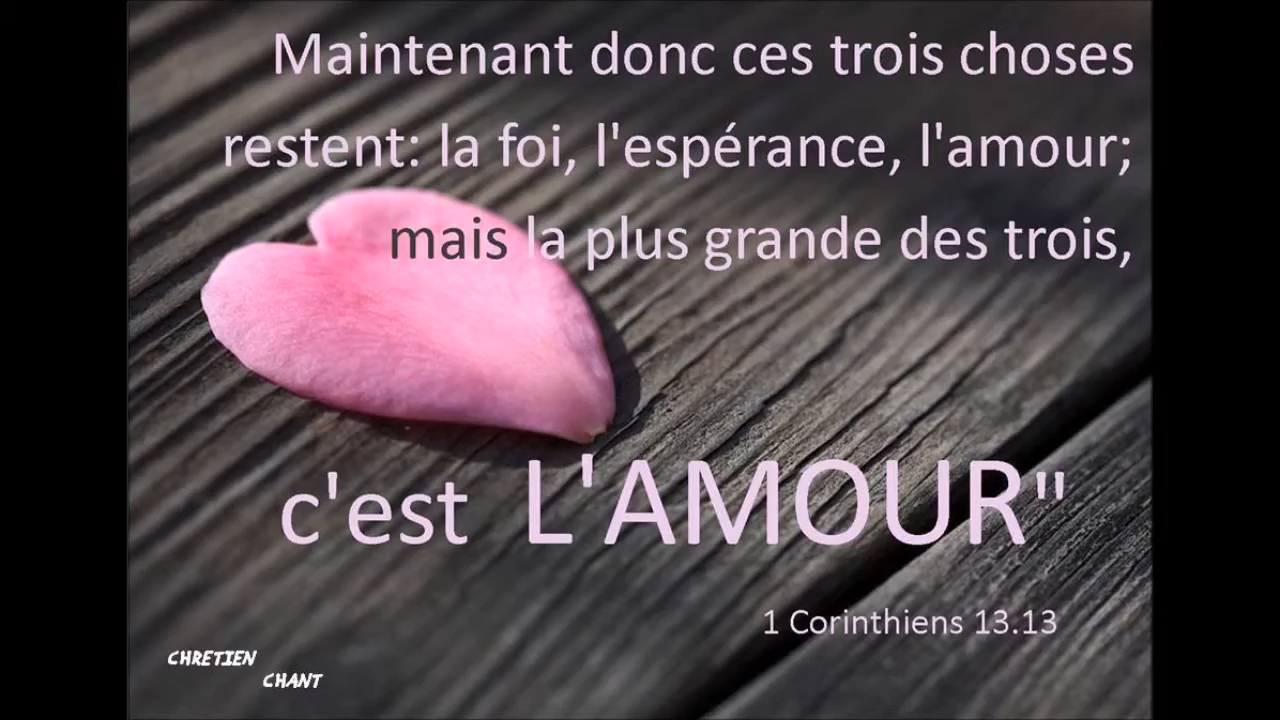 Maintenant donc ces trois choses
restent: la foi, l'espérance, l'amour;
mais la plus grande des trois,
c'est L'AMOUR"
1 Corinthiens 13.13
CHRETIEN
CHANT